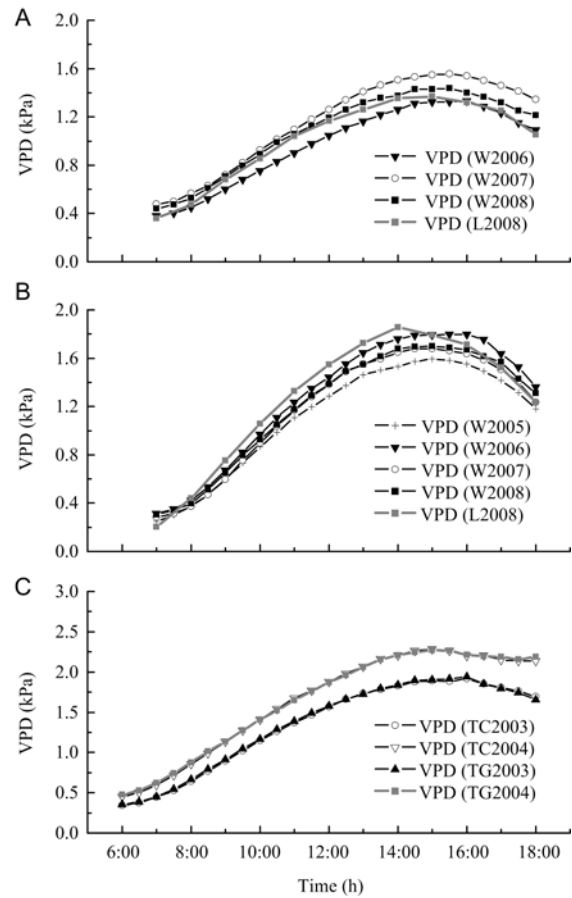 A
2.0
1.6
1.2
0.8
0.4
0.0
VPD (kPa)
VPD (W2006)
VPD (W2007)
VPD (W2008)
VPD (L2008)
B
2.0
1.6
1.2
0.8
0.4
0.0
VPD (kPa)
VPD (W2005)
VPD (W2006)
VPD (W2007)
VPD (W2008)
VPD (L2008)
C
3.0
2.5
2.0
1.5
1.0
0.5
0.0
VPD (kPa)
VPD (TC2003)
VPD (TC2004)
VPD (TG2003)
VPD (TG2004)
6:00 8:00 10:00 12:00 14:00 16:00 18:00
Time (h)